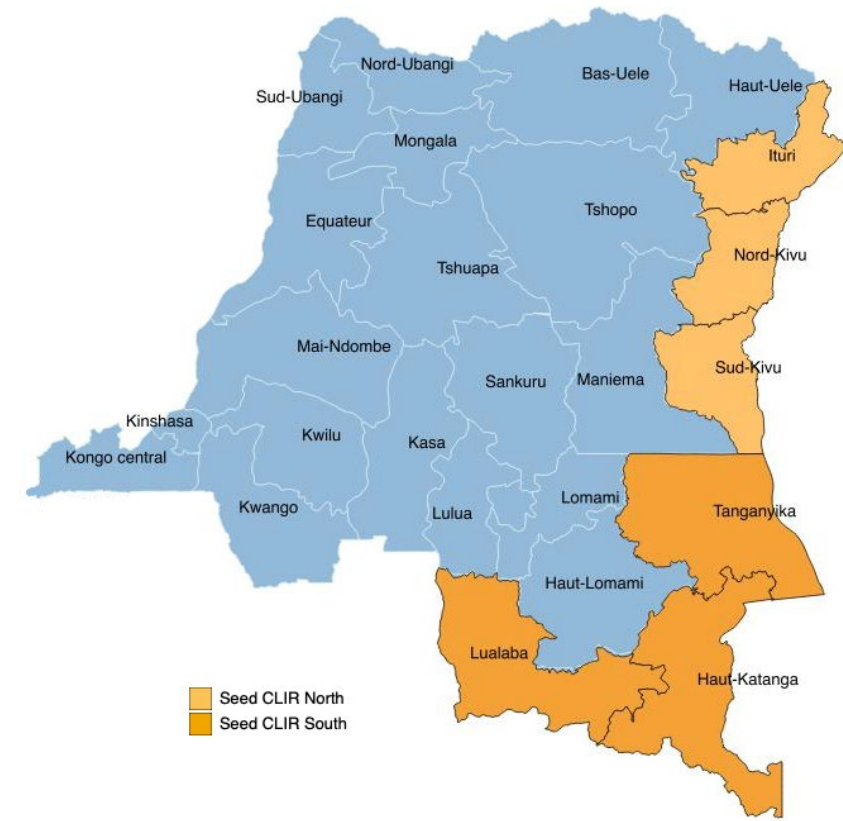 Nord-Ubangi
Bas-Uele
Haut-Uele
Sud-Ubangi
Mongala
Ituri
Equateur
Tshopo
Nord-Kivu
Tshuapa
Mai-Ndombe
Sud-Kivu
Sankuru
Maniema
Kinshasa
Kwilu
Kasa
Kongo central
Lomami
Kwango
Lulua
Tanganyika
Haut-Lomami
Lualaba
Haut-Katanga
Seed CLIR North
Seed CLIR South